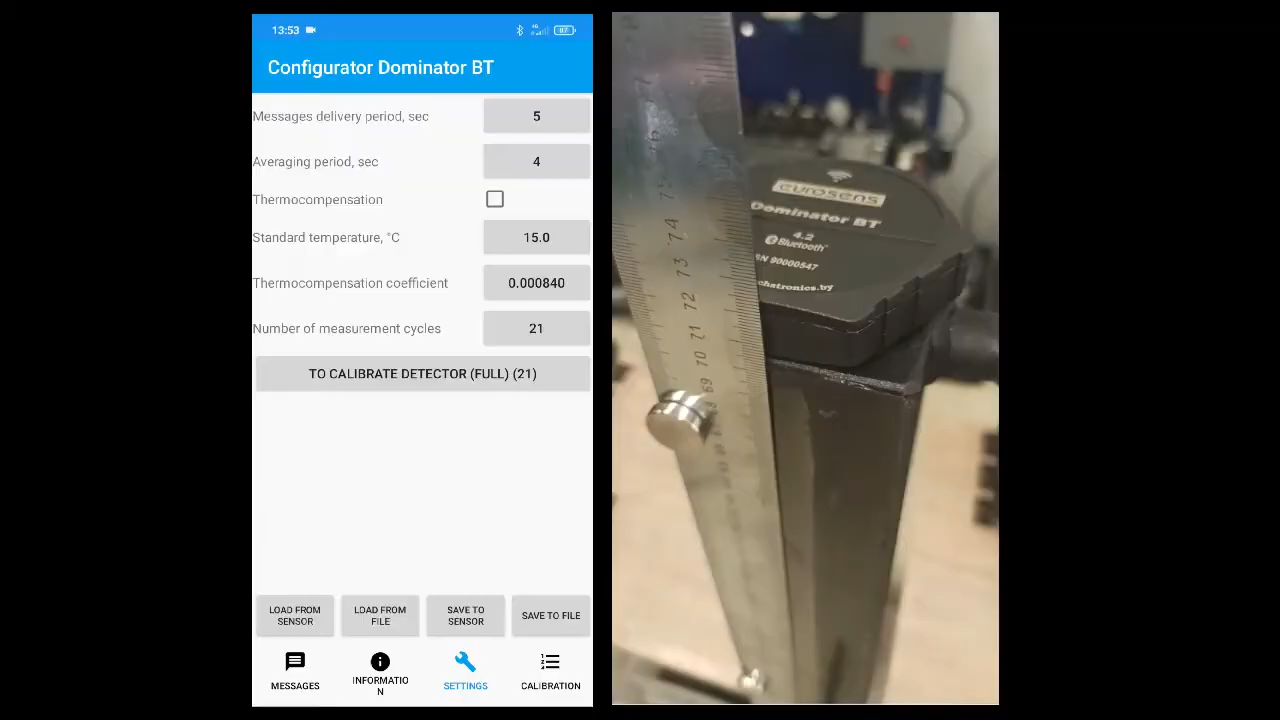 13:53
4G
87
Configurator Dominator BT
Messages delivery period, sec
5
Averaging period, sec
4
Thermocompensation
Standard temperature, °C
15.0
Thermocompensation coefficient
0.000840
Number of measurement cycles
21
TO CALIBRATE DETECTOR (FULL) (21)
LOAD FROM
SENSOR
LOAD FROM
FILE
SAVE TO
SENSOR
SAVE TO FILE
MESSAGES
INFORMATIO
N
SETTINGS
CALIBRATION
74
73
72
71
70
69
eurosens
Dominator BT
4.2
Bluetooth
SN 90000547